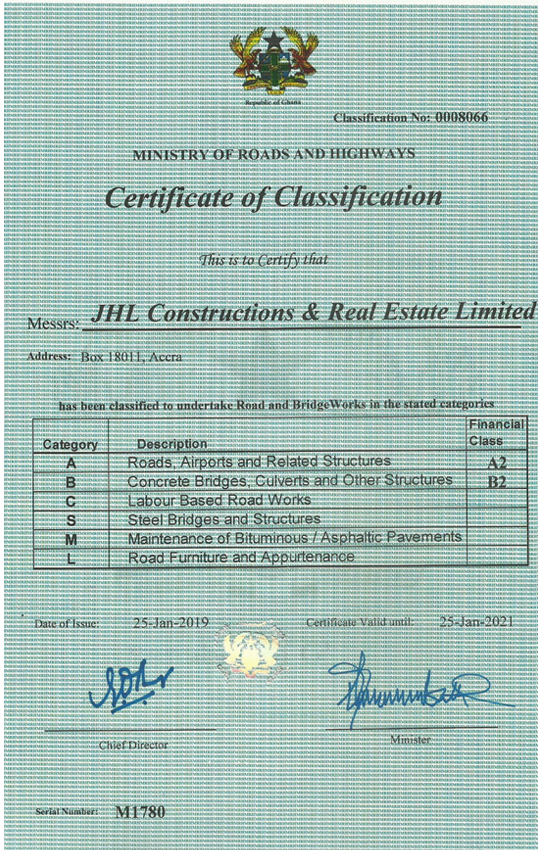 Republic of Ghana
Classification No: 0008066
MINISTRY OF ROADS AND HIGHWAYS
Certificate of Classification
This is to Certify that
Messrs: JHL Constructions & Real Estate Limited
Address: Box 18011, Accra
has been classified to undertake Road and BridgeWorks in the stated categories
Category Description Financial Class
A Roads, Airports and Related Structures A2
B Concrete Bridges, Culverts and Other Structures B2
C Labour Based Road Works
S Steel Bridges and Structures
M Maintenance of Bituminous / Asphaltic Pavements
L Road Furniture and Appurtenance
Date of Issue: 25-Jan-2019 Certificate Valid until: 25-Jan-2021
Chief Director Minister
Serial Number: M1780